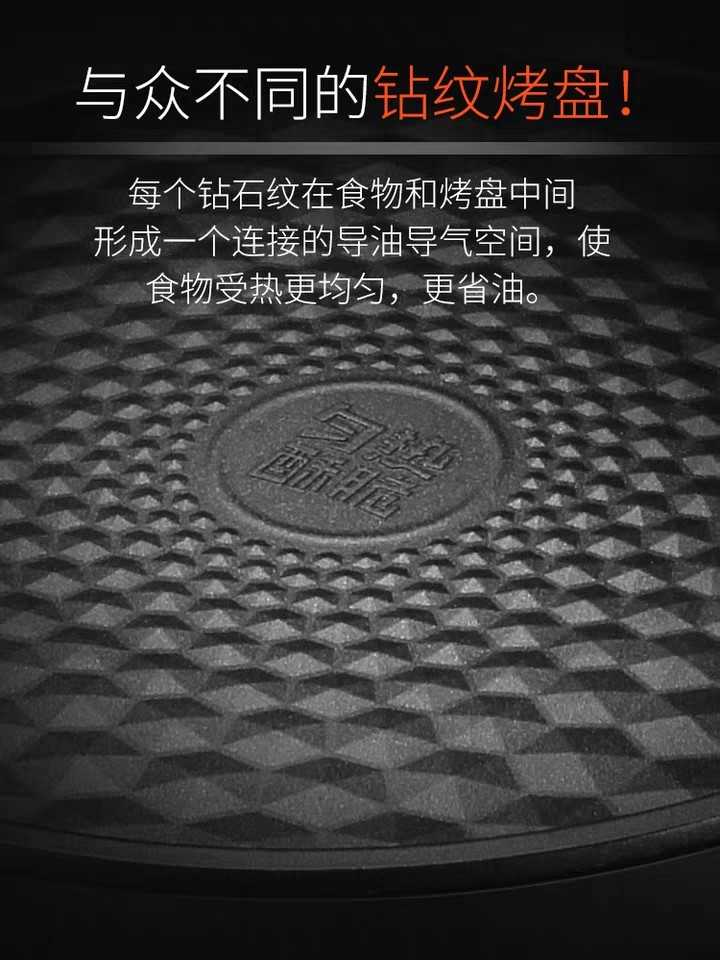 与众不同的钻纹烤盘！
每个钻石纹在食物和烤盘中间
形成一个连接的导油导气空间，使
食物受热更均匀，更省油。